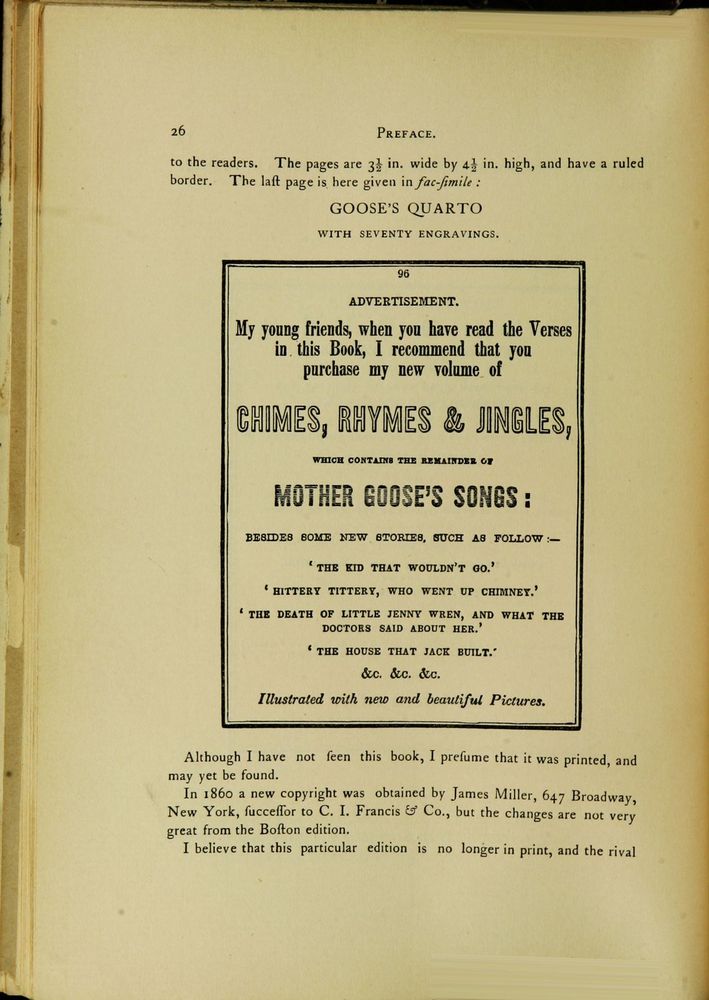 26 PREFACE.
to the readers. The pages are 3½ in. wide by 4½ in. high, and have a ruled
border. The laſt page is here given in fac-ſimile :
GOOSE'S QUARTO
WITH SEVENTY ENGRAVINGS.
96
ADVERTISEMENT.
My young friends, when you have read the Verses
in this Book, I recommend that you
purchase my new volume of
CHIMES, RHYMES & JINGLES,
WHICH CONTAINS THE REMAINDER OF
MOTHER GOOSE'S SONGS :
BESIDES SOME NEW STORIES, SUCH AS FOLLOW :—
‘ THE KID THAT WOULDN'T GO.’
‘ HITTERY TITTERY, WHO WENT UP CHIMNEY.’
‘ THE DEATH OF LITTLE JENNY WREN, AND WHAT THE
DOCTORS SAID ABOUT HER.’
‘ THE HOUSE THAT JACK BUILT.’
&c. &c. &c.
Illustrated with new and beautiful Pictures.
Although I have not ſeen this book, I preſume that it was printed, and
may yet be found.
In 1860 a new copyright was obtained by James Miller, 647 Broadway,
New York, ſucceſſor to C. I. Francis & Co., but the changes are not very
great from the Boſton edition.
I believe that this particular edition is no longer in print, and the rival